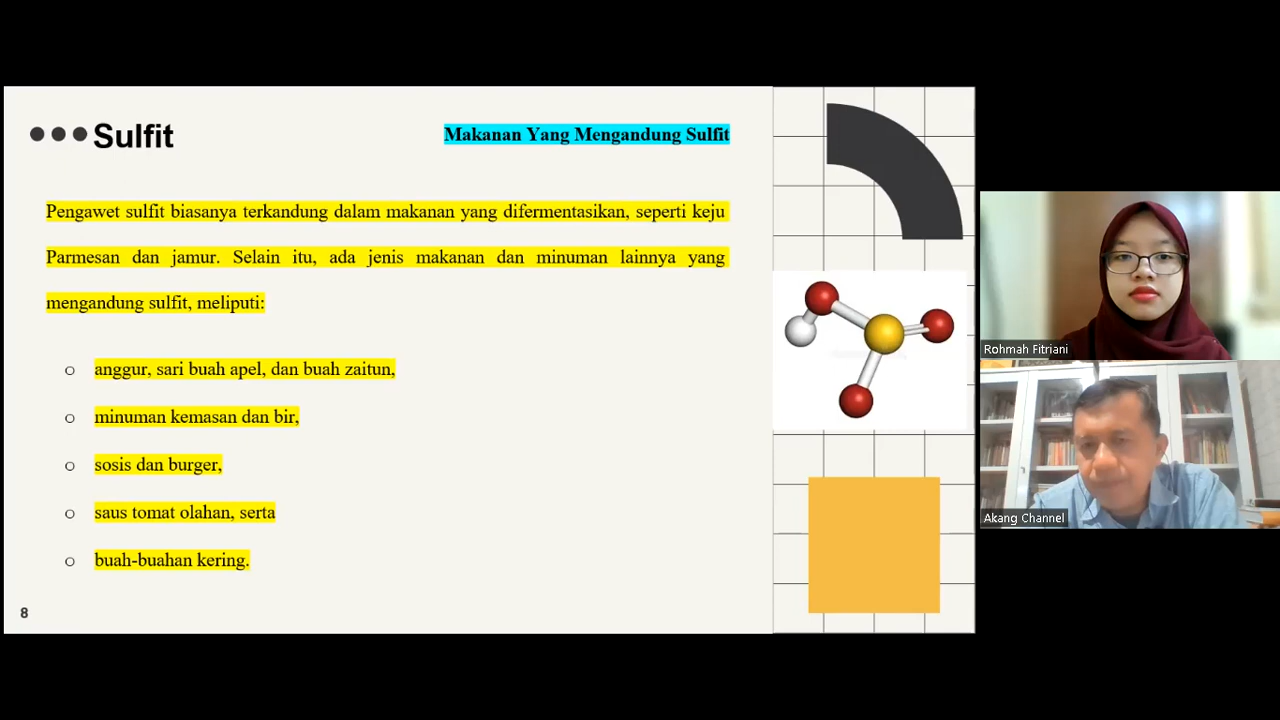 Sulfit
Makanan Yang Mengandung Sulfit
Pengawet sulfit biasanya terkandung dalam makanan yang difermentasikan, seperti keju
Parmesan dan jamur. Selain itu, ada jenis makanan dan minuman lainnya yang
mengandung sulfit, meliputi:
o anggur, sari buah apel, dan buah zaitun,
o minuman kemasan dan bir,
o sosis dan burger,
o saus tomat olahan, serta
o buah-buahan kering.
8
Rohmah Fitriani
Akang Channel